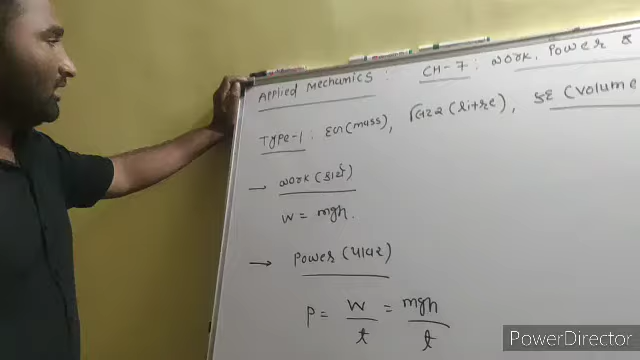 APPLIED MECHANICS : CH-7 : WORK, POWER &
TYPE-1 : દળ (mass), લિટર (litre), કદ (volume
→ work (કાર્ય)
W = mgh.
→ Power (પાવર)
P = W/t = mgh/t
PowerDirector